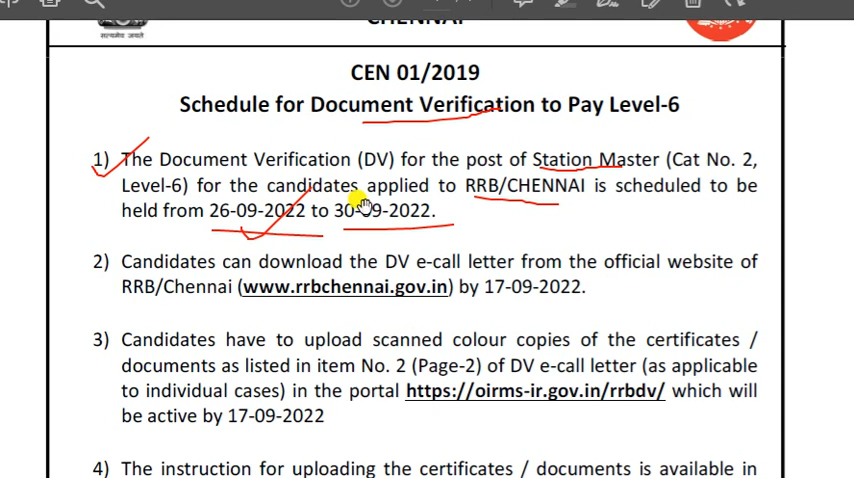 CHENNAI
सत्यमेव जयते
CEN 01/2019
Schedule for Document Verification to Pay Level-6
1) The Document Verification (DV) for the post of Station Master (Cat No. 2,
Level-6) for the candidates applied to RRB/CHENNAI is scheduled to be
held from 26-09-2022 to 30-09-2022.
2) Candidates can download the DV e-call letter from the official website of
RRB/Chennai (www.rrbchennai.gov.in) by 17-09-2022.
3) Candidates have to upload scanned colour copies of the certificates /
documents as listed in item No. 2 (Page-2) of DV e-call letter (as applicable
to individual cases) in the portal https://oirms-ir.gov.in/rrbdv/ which will
be active by 17-09-2022
4) The instruction for uploading the certificates / documents is available in